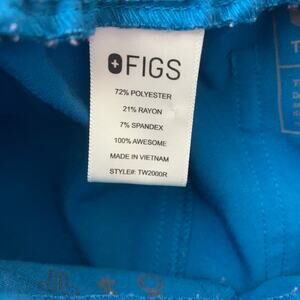 FIGS
72% POLYESTER
21% RAYON
7% SPANDEX
100% AWESOME
MADE IN VIETNAM
STYLE#: TW2000R